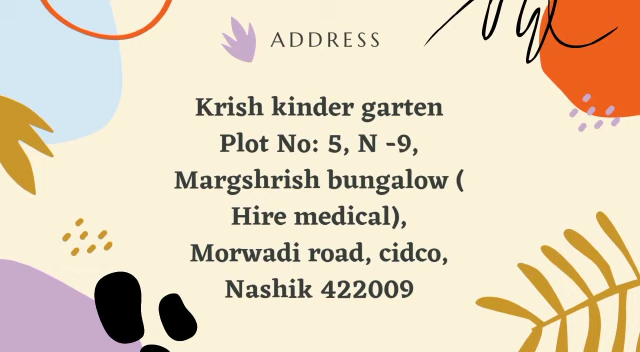 ADDRESS
Krish kinder garten
Plot No: 5, N -9,
Margshrish bungalow (
Hire medical),
Morwadi road, cidco,
Nashik 422009